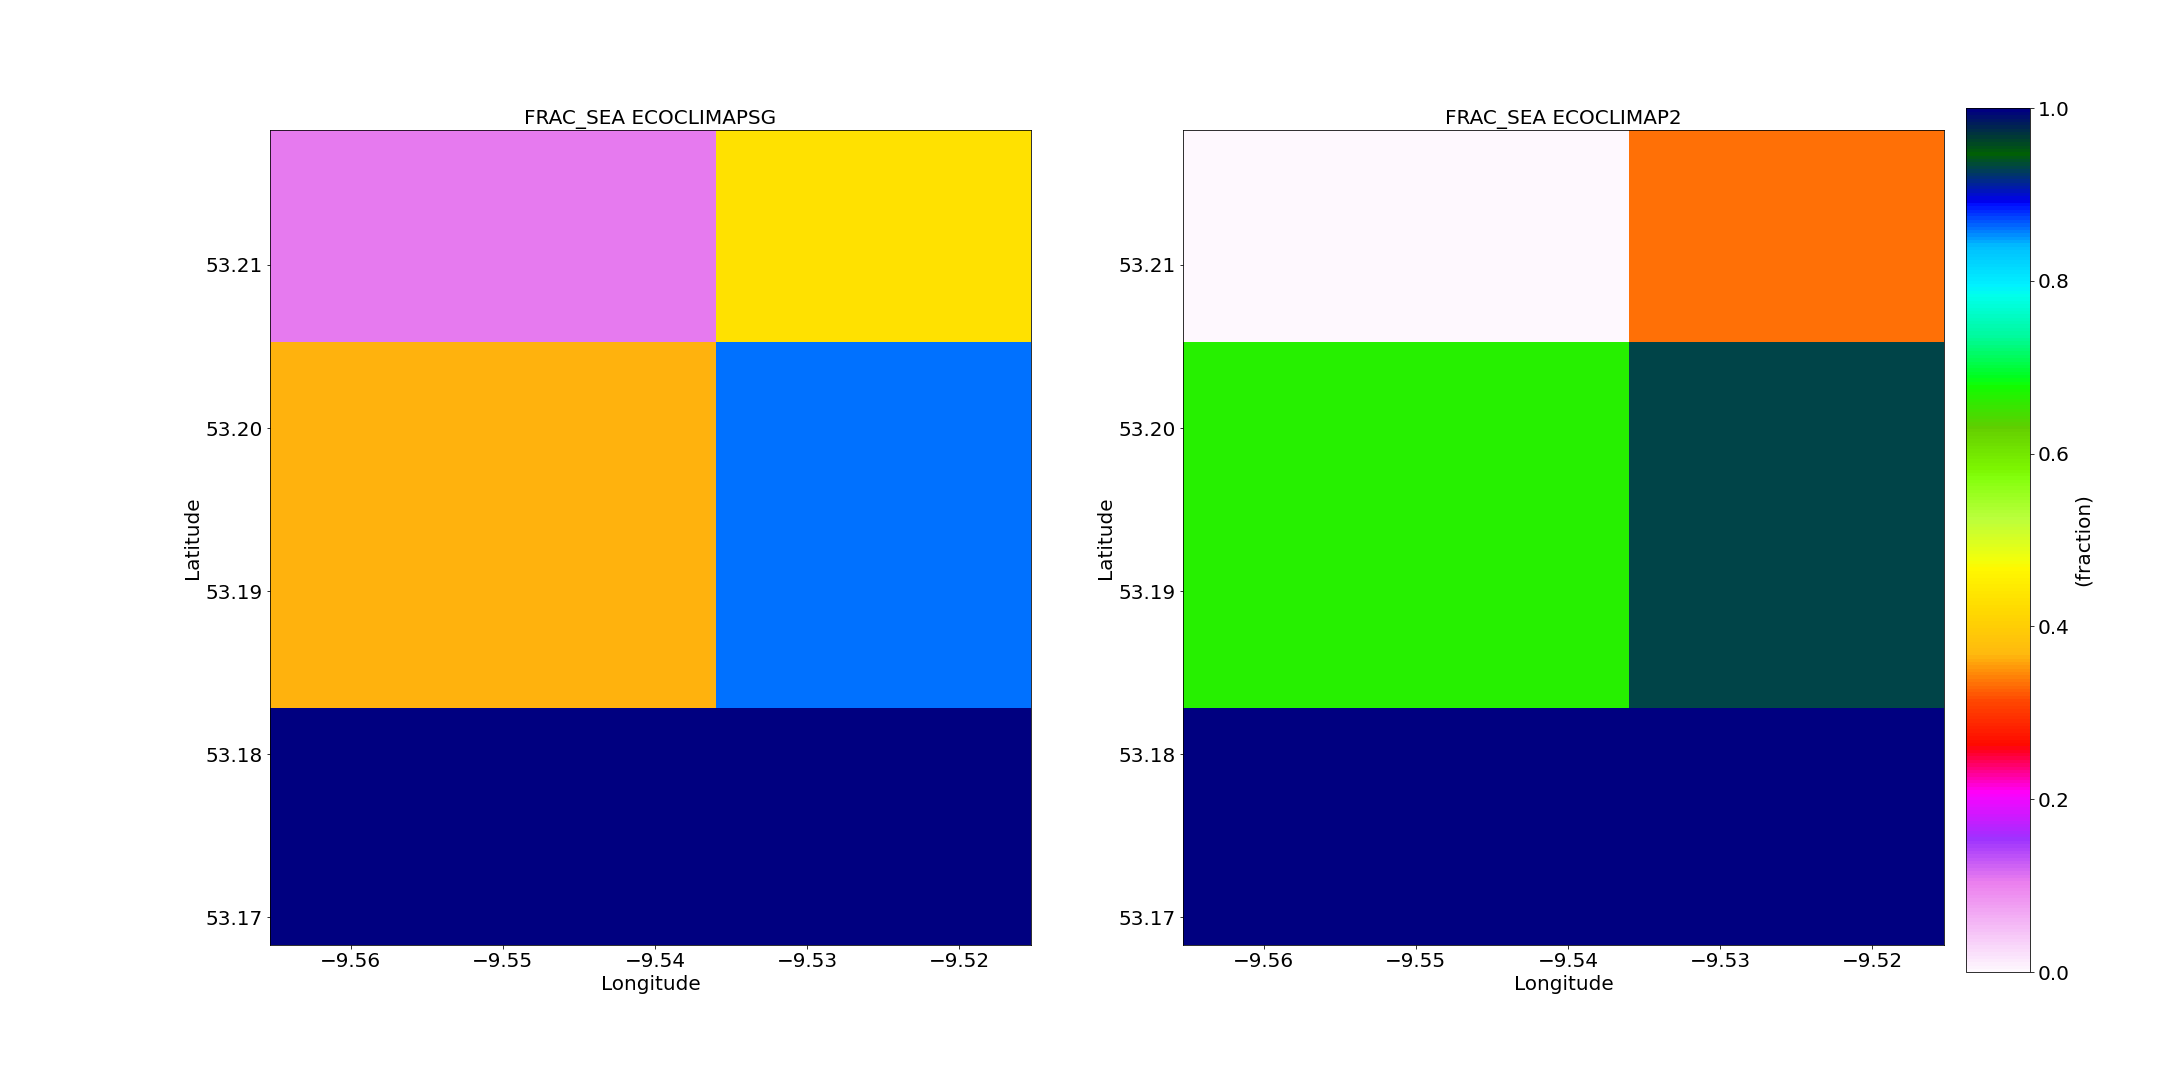 FRAC_SEA ECOCLIMAPSG
Latitude
53.21
53.20
53.19
53.18
53.17
−9.56 −9.55 −9.54 −9.53 −9.52
Longitude
FRAC_SEA ECOCLIMAP2
Latitude
53.21
53.20
53.19
53.18
53.17
−9.56 −9.55 −9.54 −9.53 −9.52
Longitude
1.0
0.8
0.6
0.4
0.2
0.0
(fraction)